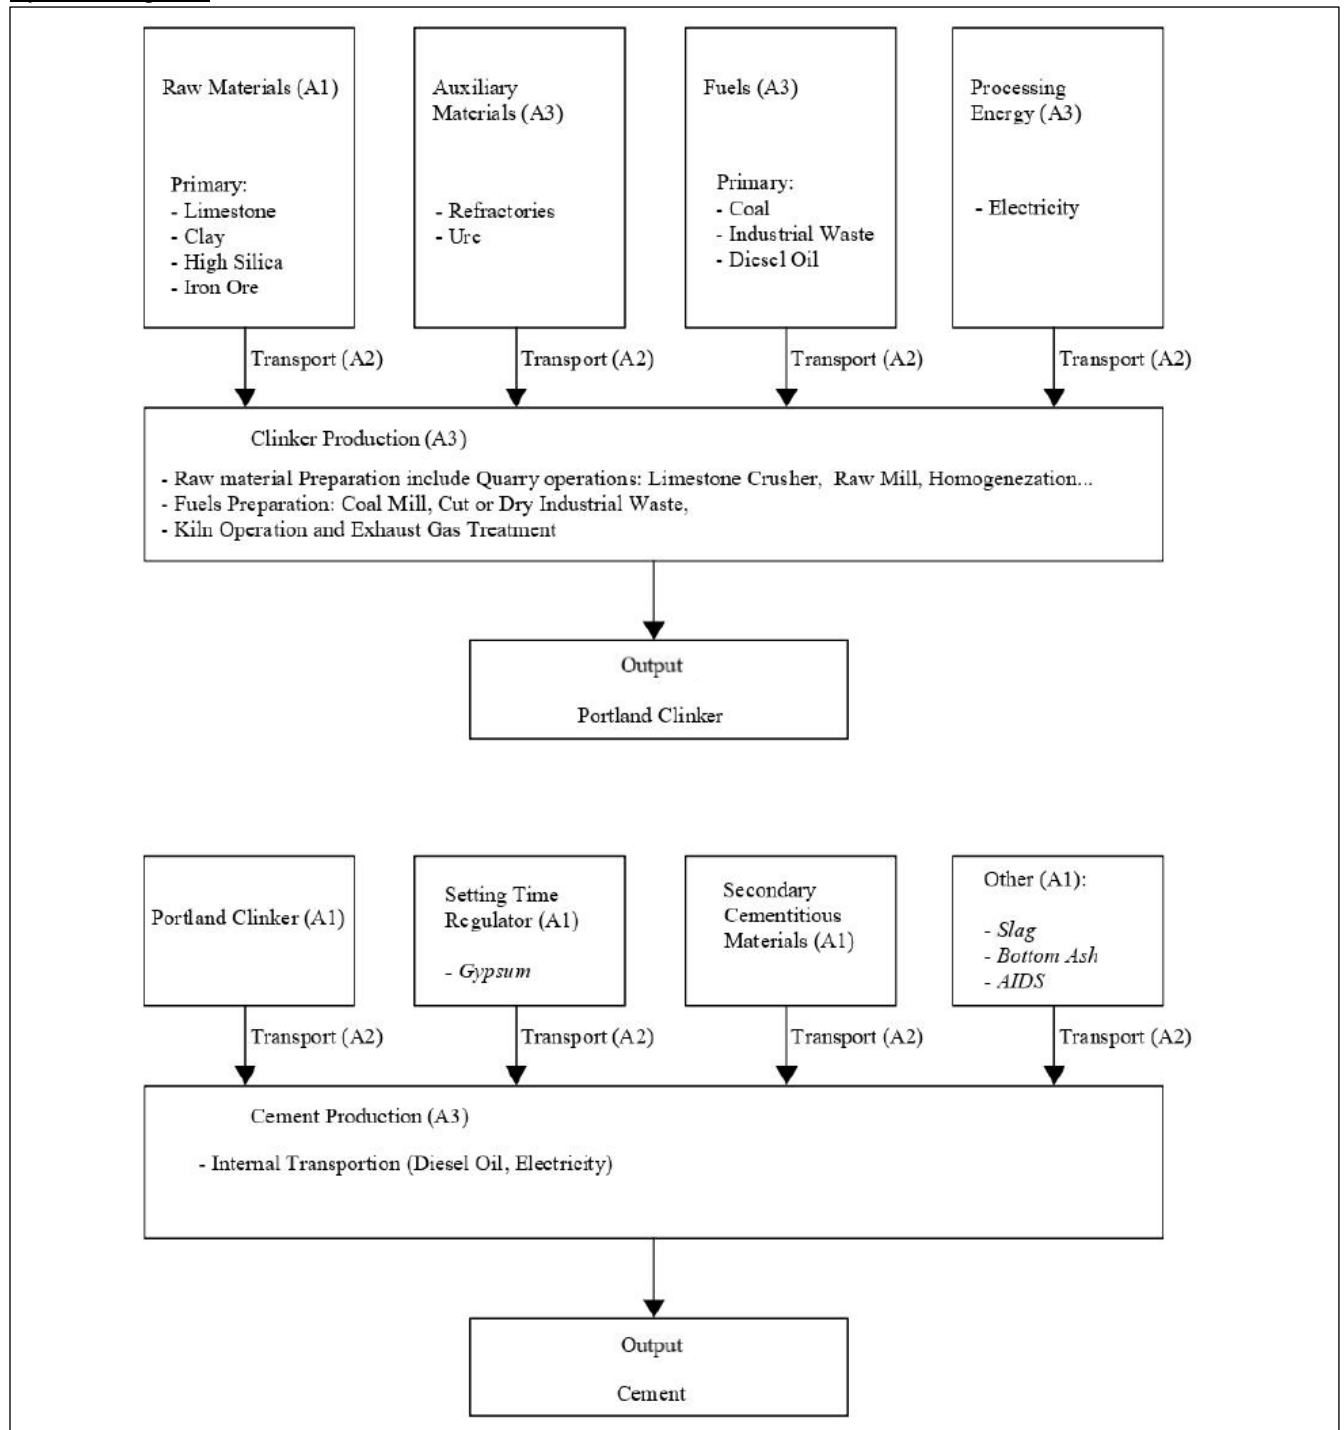 Raw Materials (A1)
Primary:
- Limestone
- Clay
- High Silica
- Iron Ore
Auxiliary
Materials (A3)
- Refractories
- Ure
Fuels (A3)
Primary:
- Coal
- Industrial Waste
- Diesel Oil
Processing
Energy (A3)
- Electricity
Transport (A2)
Transport (A2)
Transport (A2)
Transport (A2)
Clinker Production (A3)
- Raw material Preparation include Quarry operations: Limestone Crusher, Raw Mill, Homogenezation...
- Fuels Preparation: Coal Mill, Cut or Dry Industrial Waste,
- Kiln Operation and Exhaust Gas Treatment
Output
Portland Clinker
Portland Clinker (A1)
Setting Time
Regulator (A1)
- Gypsum
Secondary
Cementitious
Materials (A1)
Other (A1):
- Slag
- Bottom Ash
- AIDS
Transport (A2)
Transport (A2)
Transport (A2)
Transport (A2)
Cement Production (A3)
- Internal Transportion (Diesel Oil, Electricity)
Output
Cement